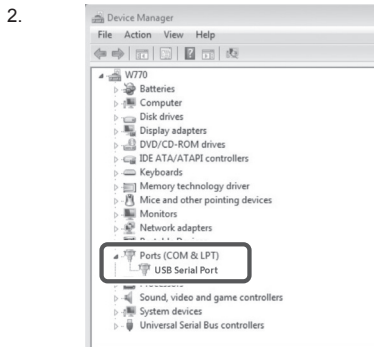 2.
Device Manager
File Action View Help
W770
Batteries
Computer
Disk drives
Display adapters
DVD/CD-ROM drives
IDE ATA/ATAPI controllers
Keyboards
Memory technology driver
Mice and other pointing devices
Monitors
Network adapters
Ports (COM & LPT)
USB Serial Port
Sound, video and game controllers
System devices
Universal Serial Bus controllers